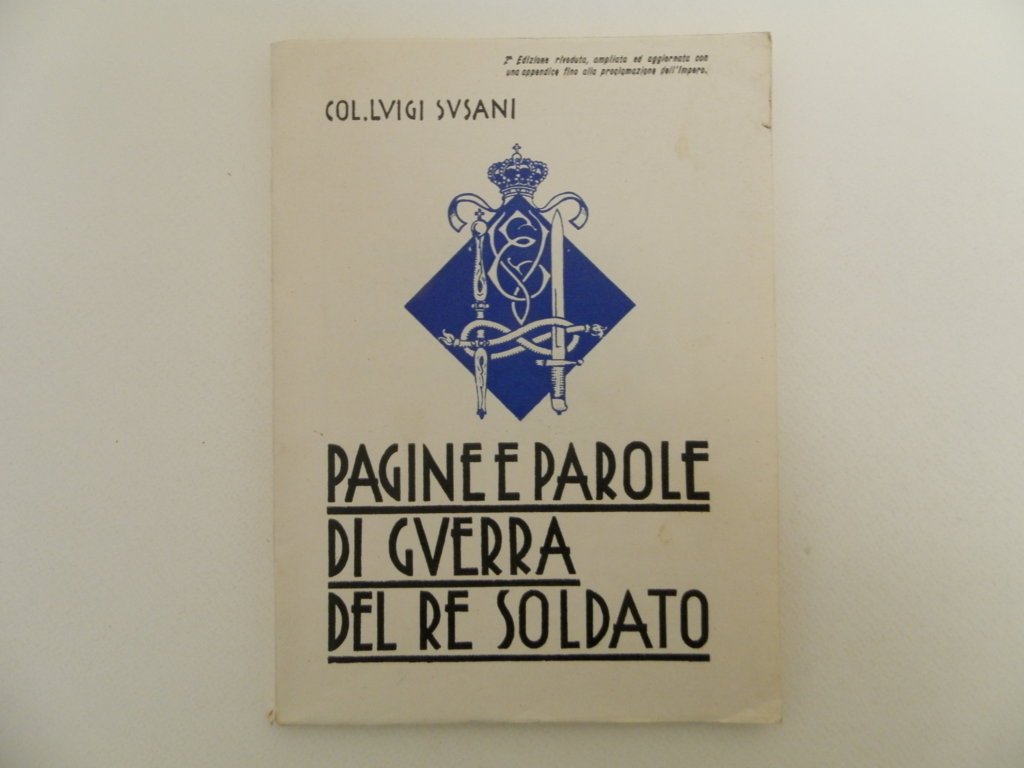 2ª Edizione riveduta, ampliata ed aggiornata con
una appendice fino alla proclamazione dell'Impero.
COL. LVIGI SVSANI
PAGINE E PAROLE
DI GVERRA
DEL RE SOLDATO